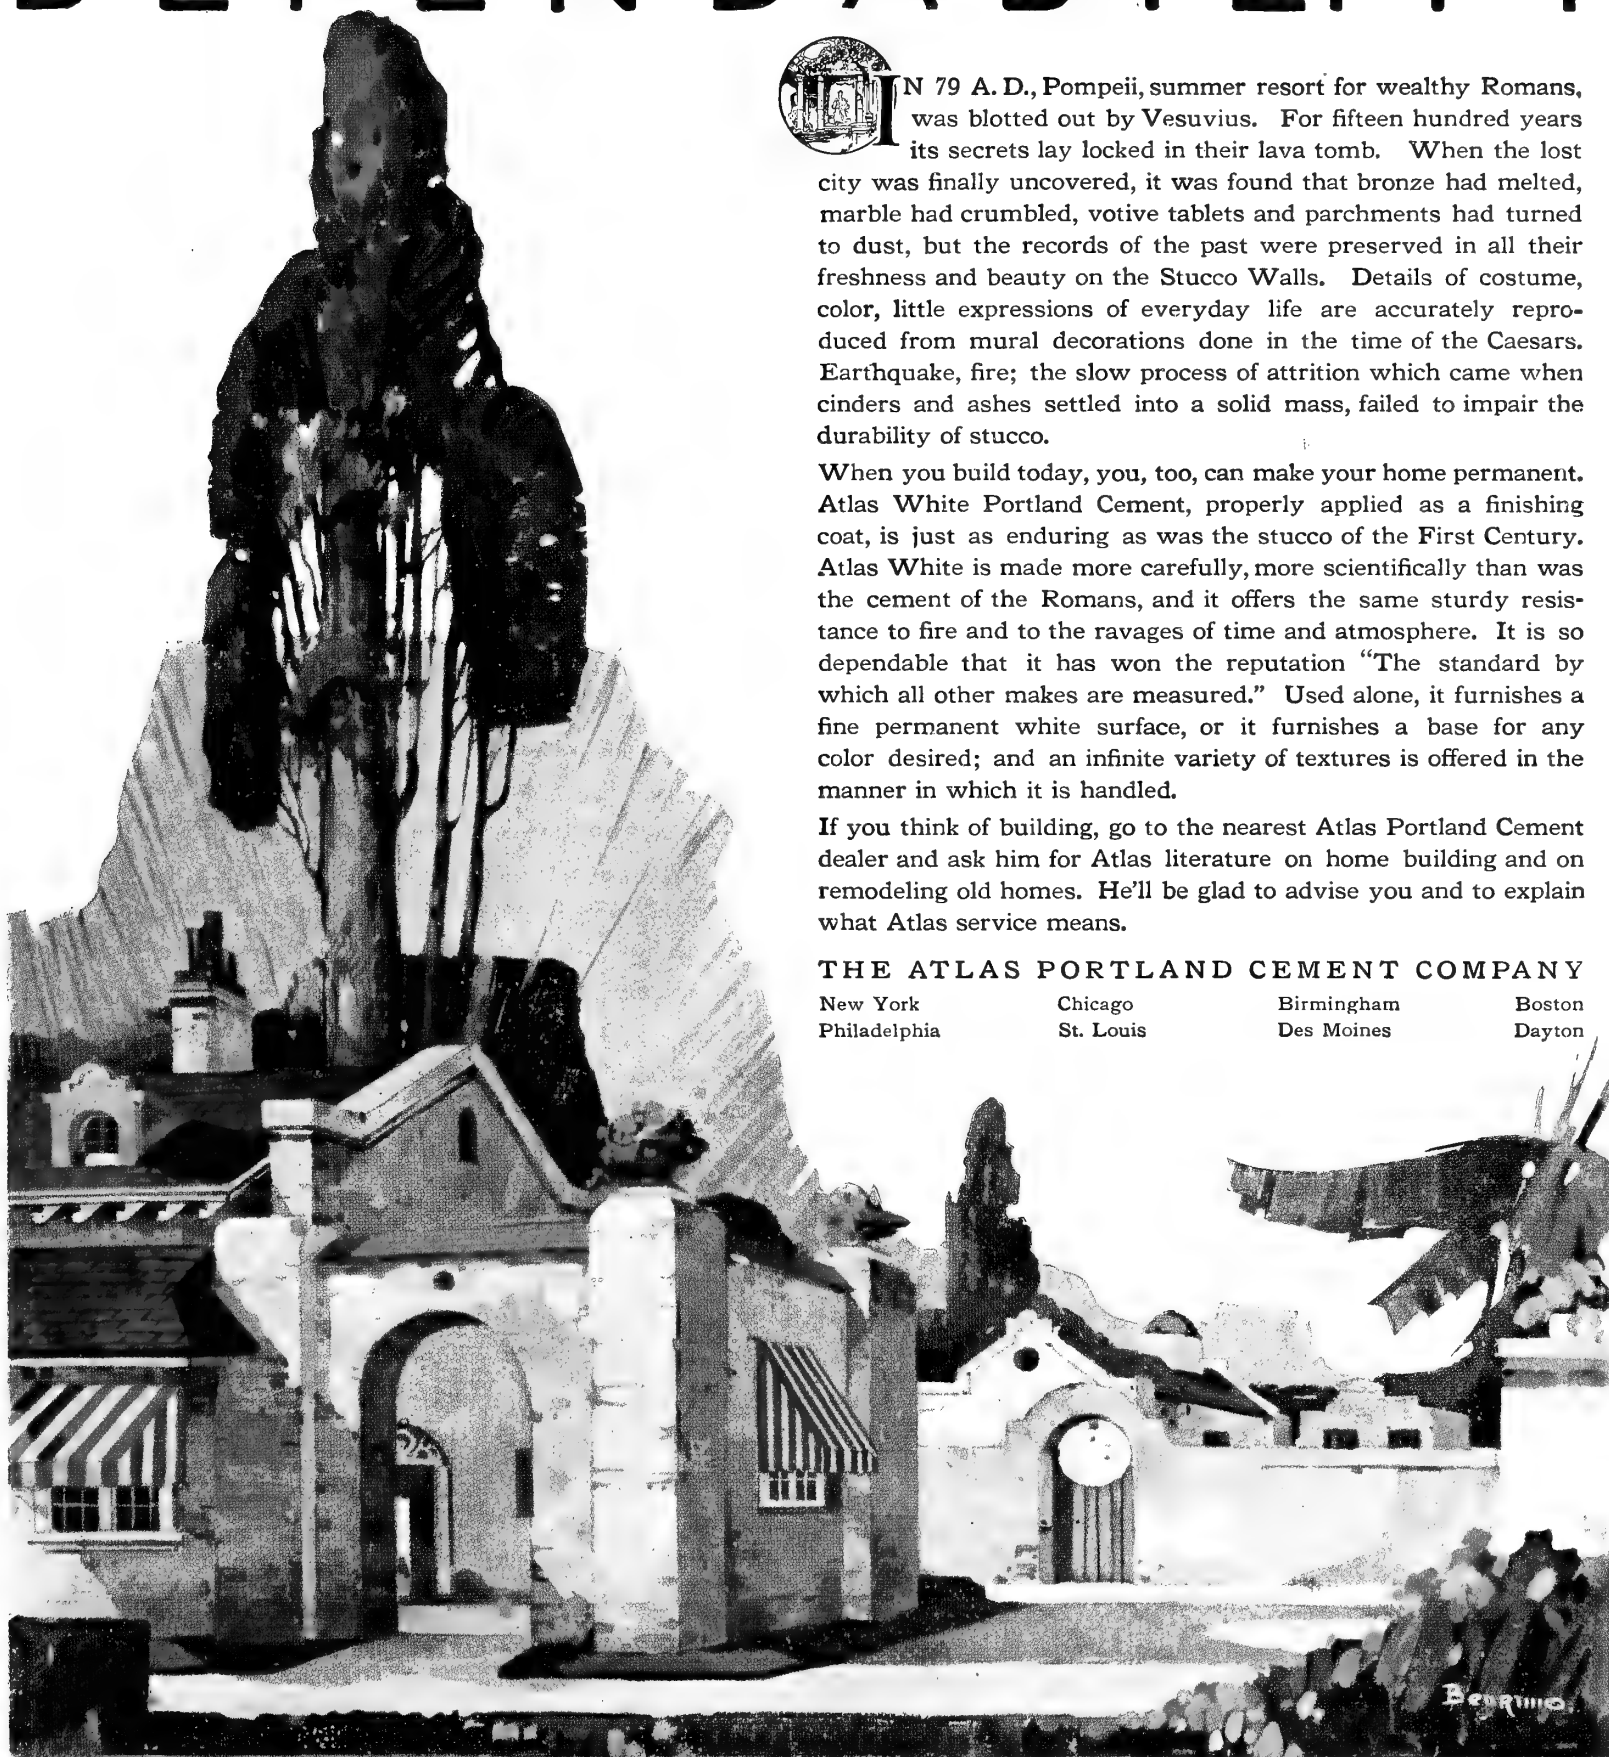 IN 79 A. D., Pompeii, summer resort for wealthy Romans,
was blotted out by Vesuvius. For fifteen hundred years
its secrets lay locked in their lava tomb. When the lost
city was finally uncovered, it was found that bronze had melted,
marble had crumbled, votive tablets and parchments had turned
to dust, but the records of the past were preserved in all their
freshness and beauty on the Stucco Walls. Details of costume,
color, little expressions of everyday life are accurately repro-
duced from mural decorations done in the time of the Caesars.
Earthquake, fire; the slow process of attrition which came when
cinders and ashes settled into a solid mass, failed to impair the
durability of stucco.
When you build today, you, too, can make your home permanent.
Atlas White Portland Cement, properly applied as a finishing
coat, is just as enduring as was the stucco of the First Century.
Atlas White is made more carefully, more scientifically than was
the cement of the Romans, and it offers the same sturdy resis-
tance to fire and to the ravages of time and atmosphere. It is so
dependable that it has won the reputation “The standard by
which all other makes are measured.” Used alone, it furnishes a
fine permanent white surface, or it furnishes a base for any
color desired; and an infinite variety of textures is offered in the
manner in which it is handled.
If you think of building, go to the nearest Atlas Portland Cement
dealer and ask him for Atlas literature on home building and on
remodeling old homes. He'll be glad to advise you and to explain
what Atlas service means.
THE ATLAS PORTLAND CEMENT COMPANY
New York Chicago Birmingham Boston
Philadelphia St. Louis Des Moines Dayton